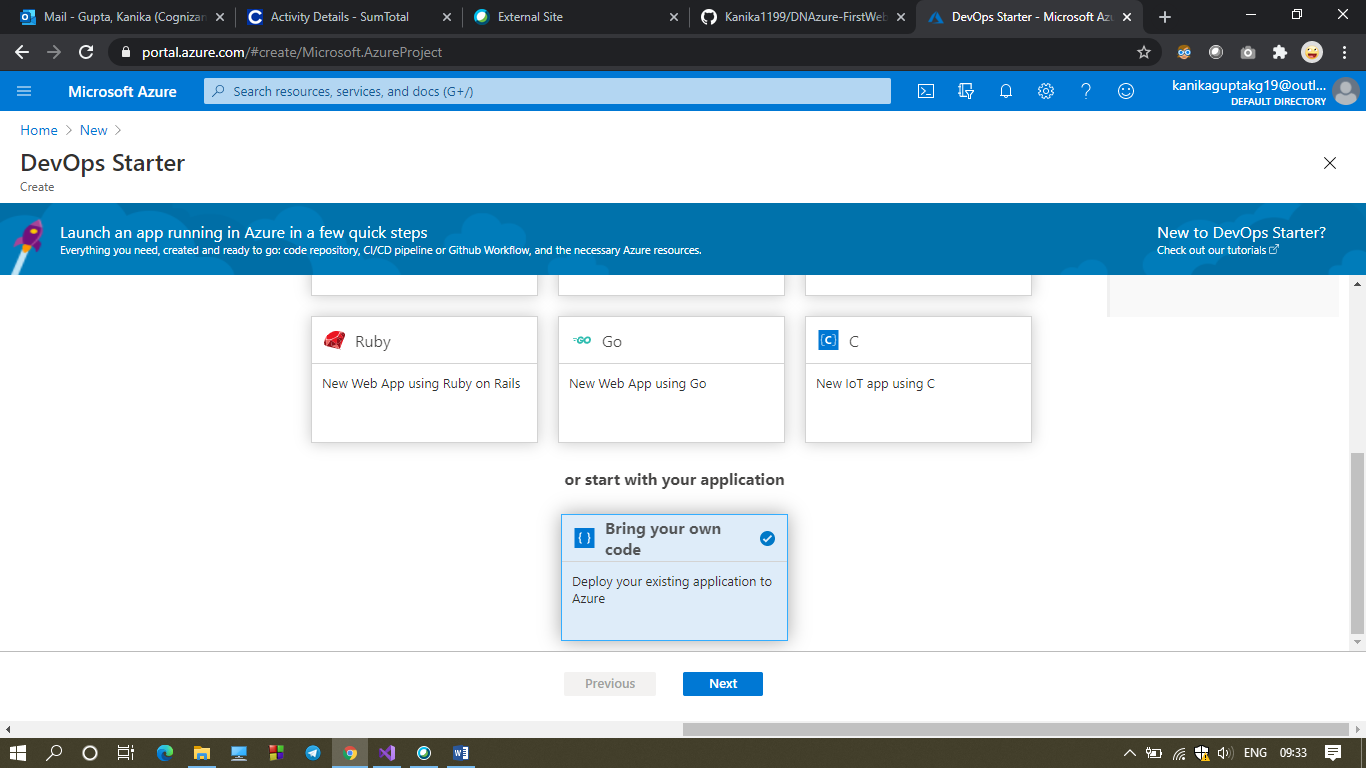 Mail - Gupta, Kanika (Cognizan
Activity Details - SumTotal
External Site
Kanika1199/DNAzure-FirstWeb
DevOps Starter - Microsoft Azu
portal.azure.com/#create/Microsoft.AzureProject
Microsoft Azure
Search resources, services, and docs (G+/)
kanikaguptakg19@outl...
DEFAULT DIRECTORY
Home > New >
DevOps Starter
Create
Launch an app running in Azure in a few quick steps
Everything you need, created and ready to go: code repository, CI/CD pipeline or Github Workflow, and the necessary Azure resources.
New to DevOps Starter?
Check out our tutorials
Ruby
New Web App using Ruby on Rails
GO
Go
New Web App using Go
{C}
C
New IoT app using C
or start with your application
{ }
Bring your own
code
Deploy your existing application to
Azure
Previous
Next
ENG
09:33